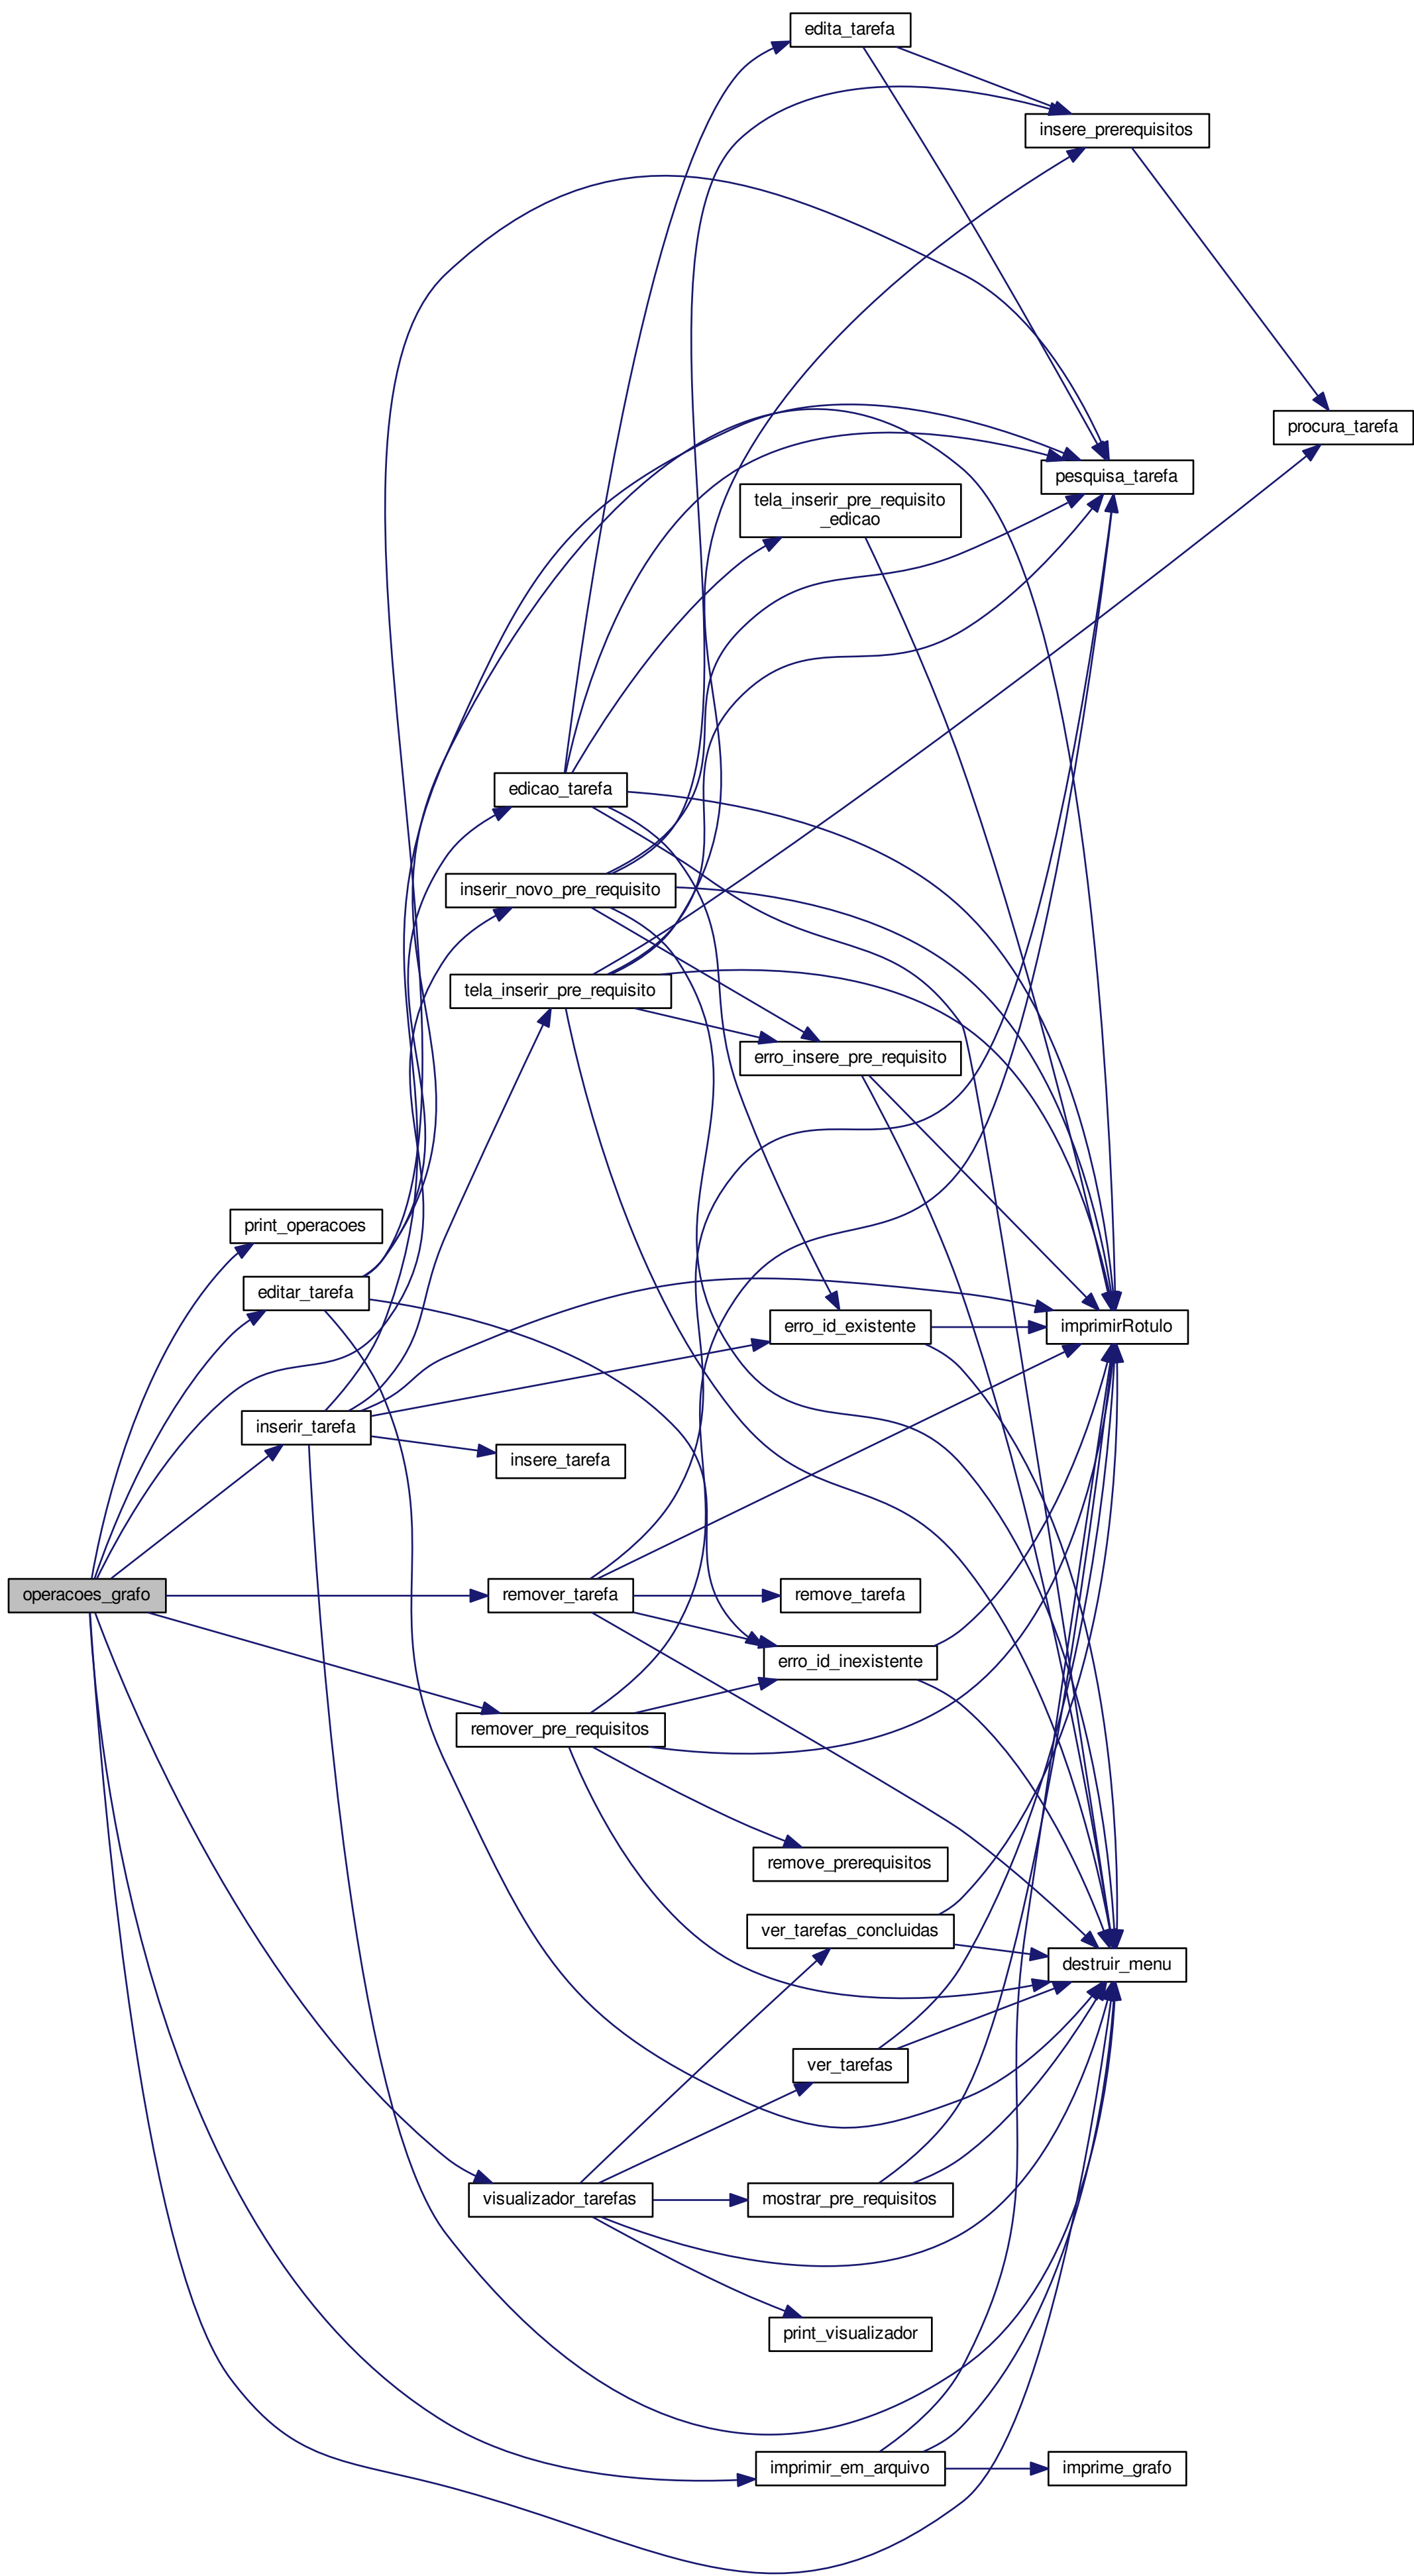 edita_tarefa
insere_prerequisitos
procura_tarefa
pesquisa_tarefa
tela_inserir_pre_requisito
_edicao
edicao_tarefa
inserir_novo_pre_requisito
tela_inserir_pre_requisito
erro_insere_pre_requisito
print_operacoes
editar_tarefa
erro_id_existente
imprimirRotulo
inserir_tarefa
insere_tarefa
operacoes_grafo
remover_tarefa
remove_tarefa
erro_id_inexistente
remover_pre_requisitos
remove_prerequisitos
ver_tarefas_concluidas
destruir_menu
ver_tarefas
visualizador_tarefas
mostrar_pre_requisitos
print_visualizador
imprimir_em_arquivo
imprime_grafo